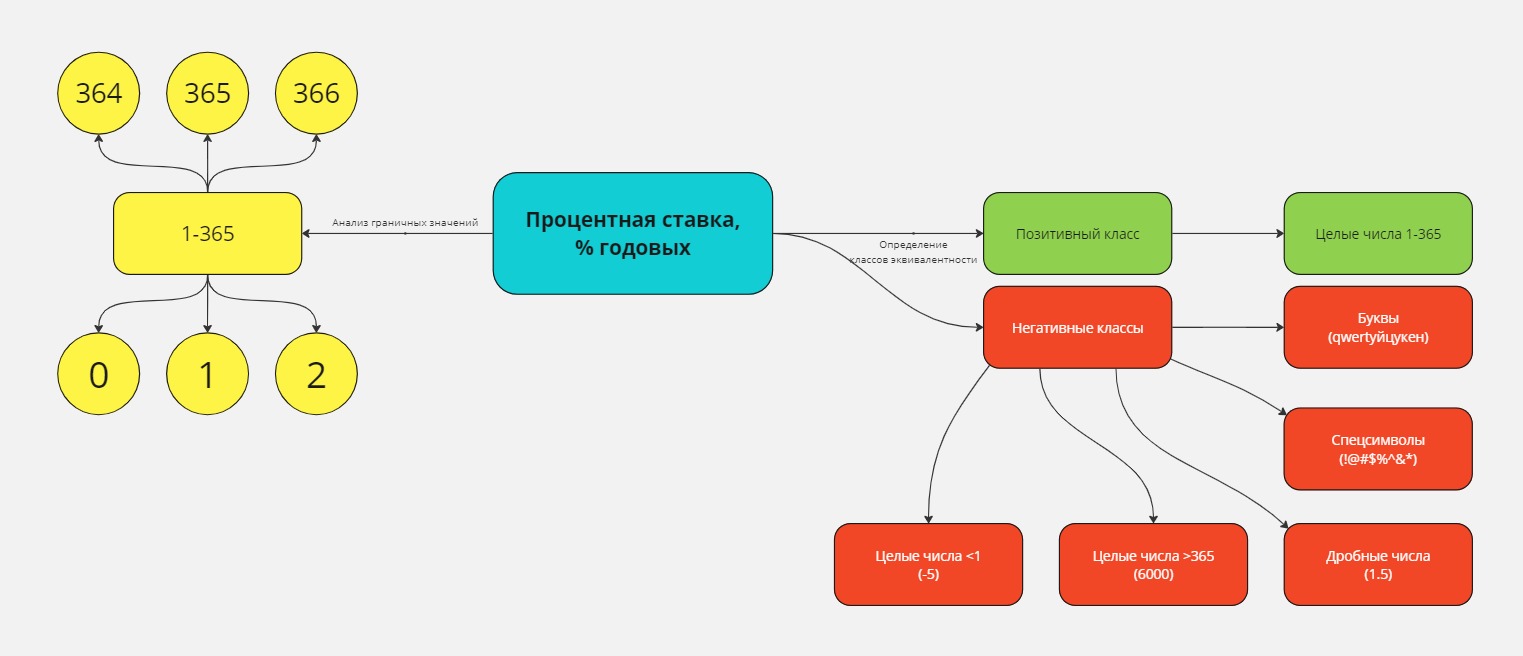 364
365
366
1-365
0
1
2
Анализ граничных значений
Процентная ставка,
% годовых
Определение
классов эквивалентности
Позитивный класс
Целые числа 1-365
Негативные классы
Буквы
(qwertyйцукен)
Спецсимволы
(!@#$%^&*)
Целые числа <1
(-5)
Целые числа >365
(6000)
Дробные числа
(1.5)